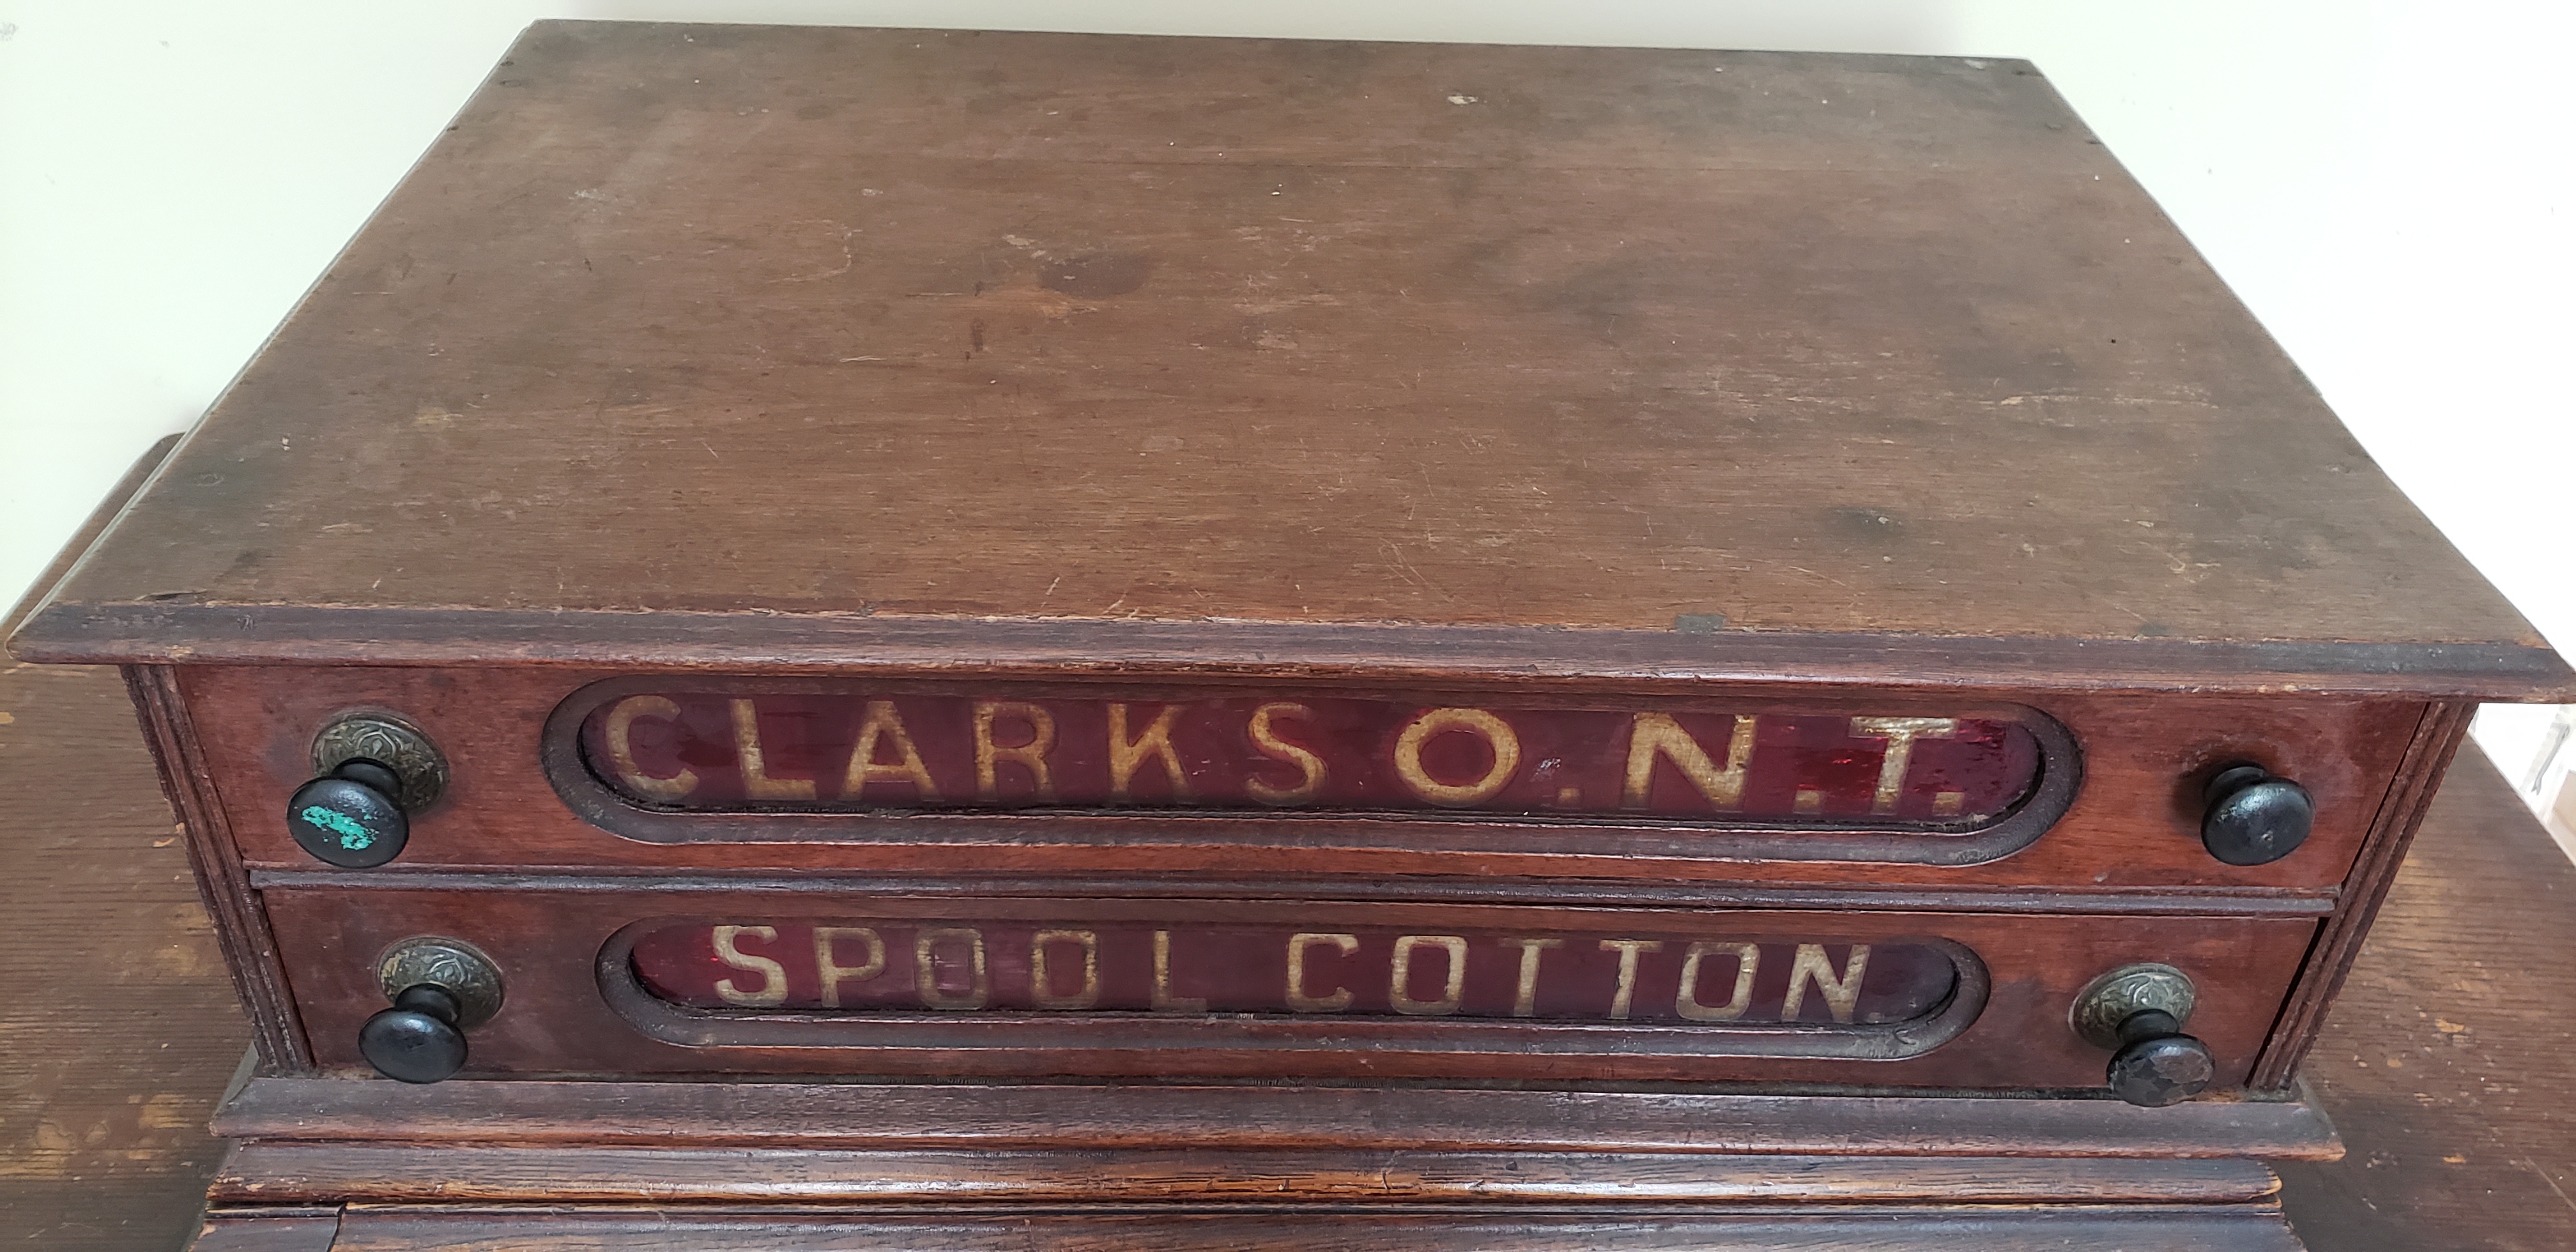 CLARKS O.N.T.
SPOOL COTTON.